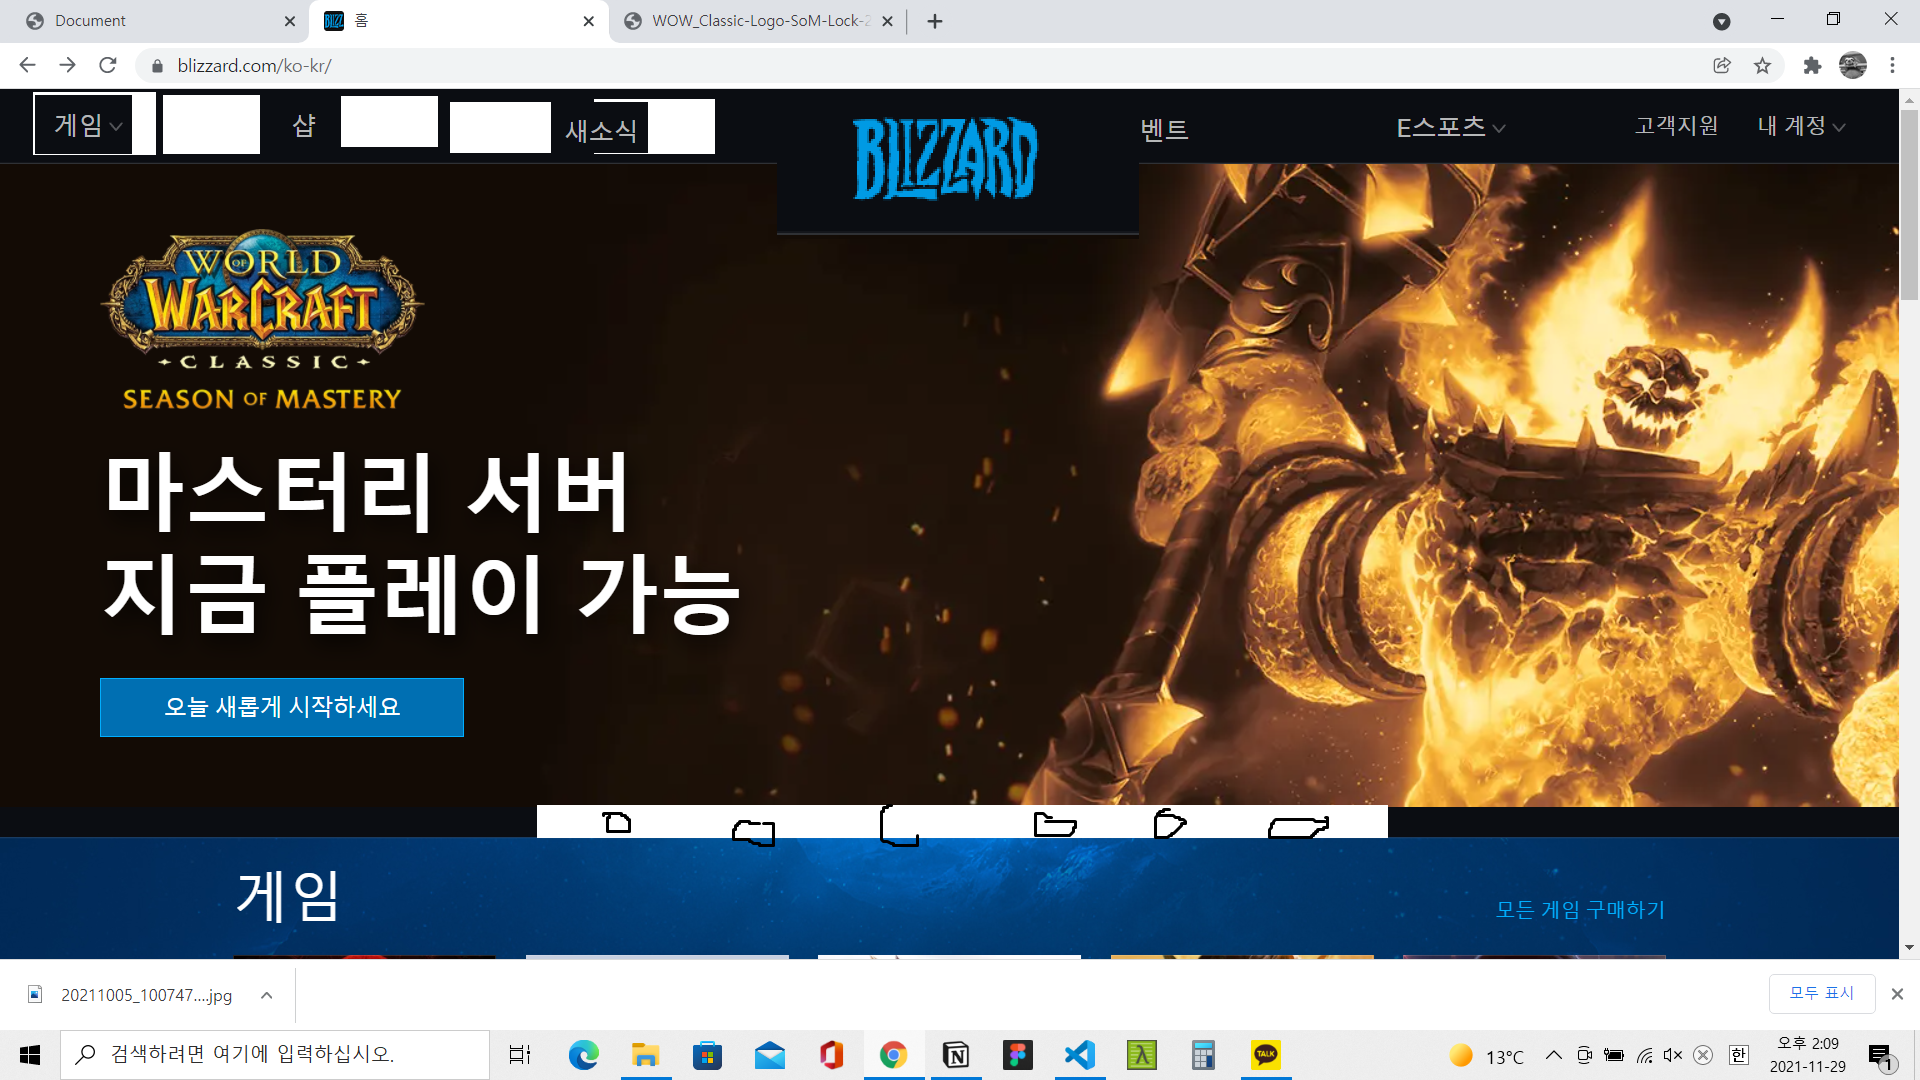 Document
홈
WOW_Classic-Logo-SoM-Lock-2
blizzard.com/ko-kr/
게임
샵
새소식
BLIZZARD
벤트
E스포츠
고객지원
내 계정
WORLD
OF
WARCRAFT
CLASSIC
SEASON OF MASTERY
마스터리 서버
지금 플레이 가능
오늘 새롭게 시작하세요
게임
모든 게임 구매하기
20211005_100747....jpg
모두 표시
검색하려면 여기에 입력하십시오.
TALK
13°C
한
오후 2:09
2021-11-29
1